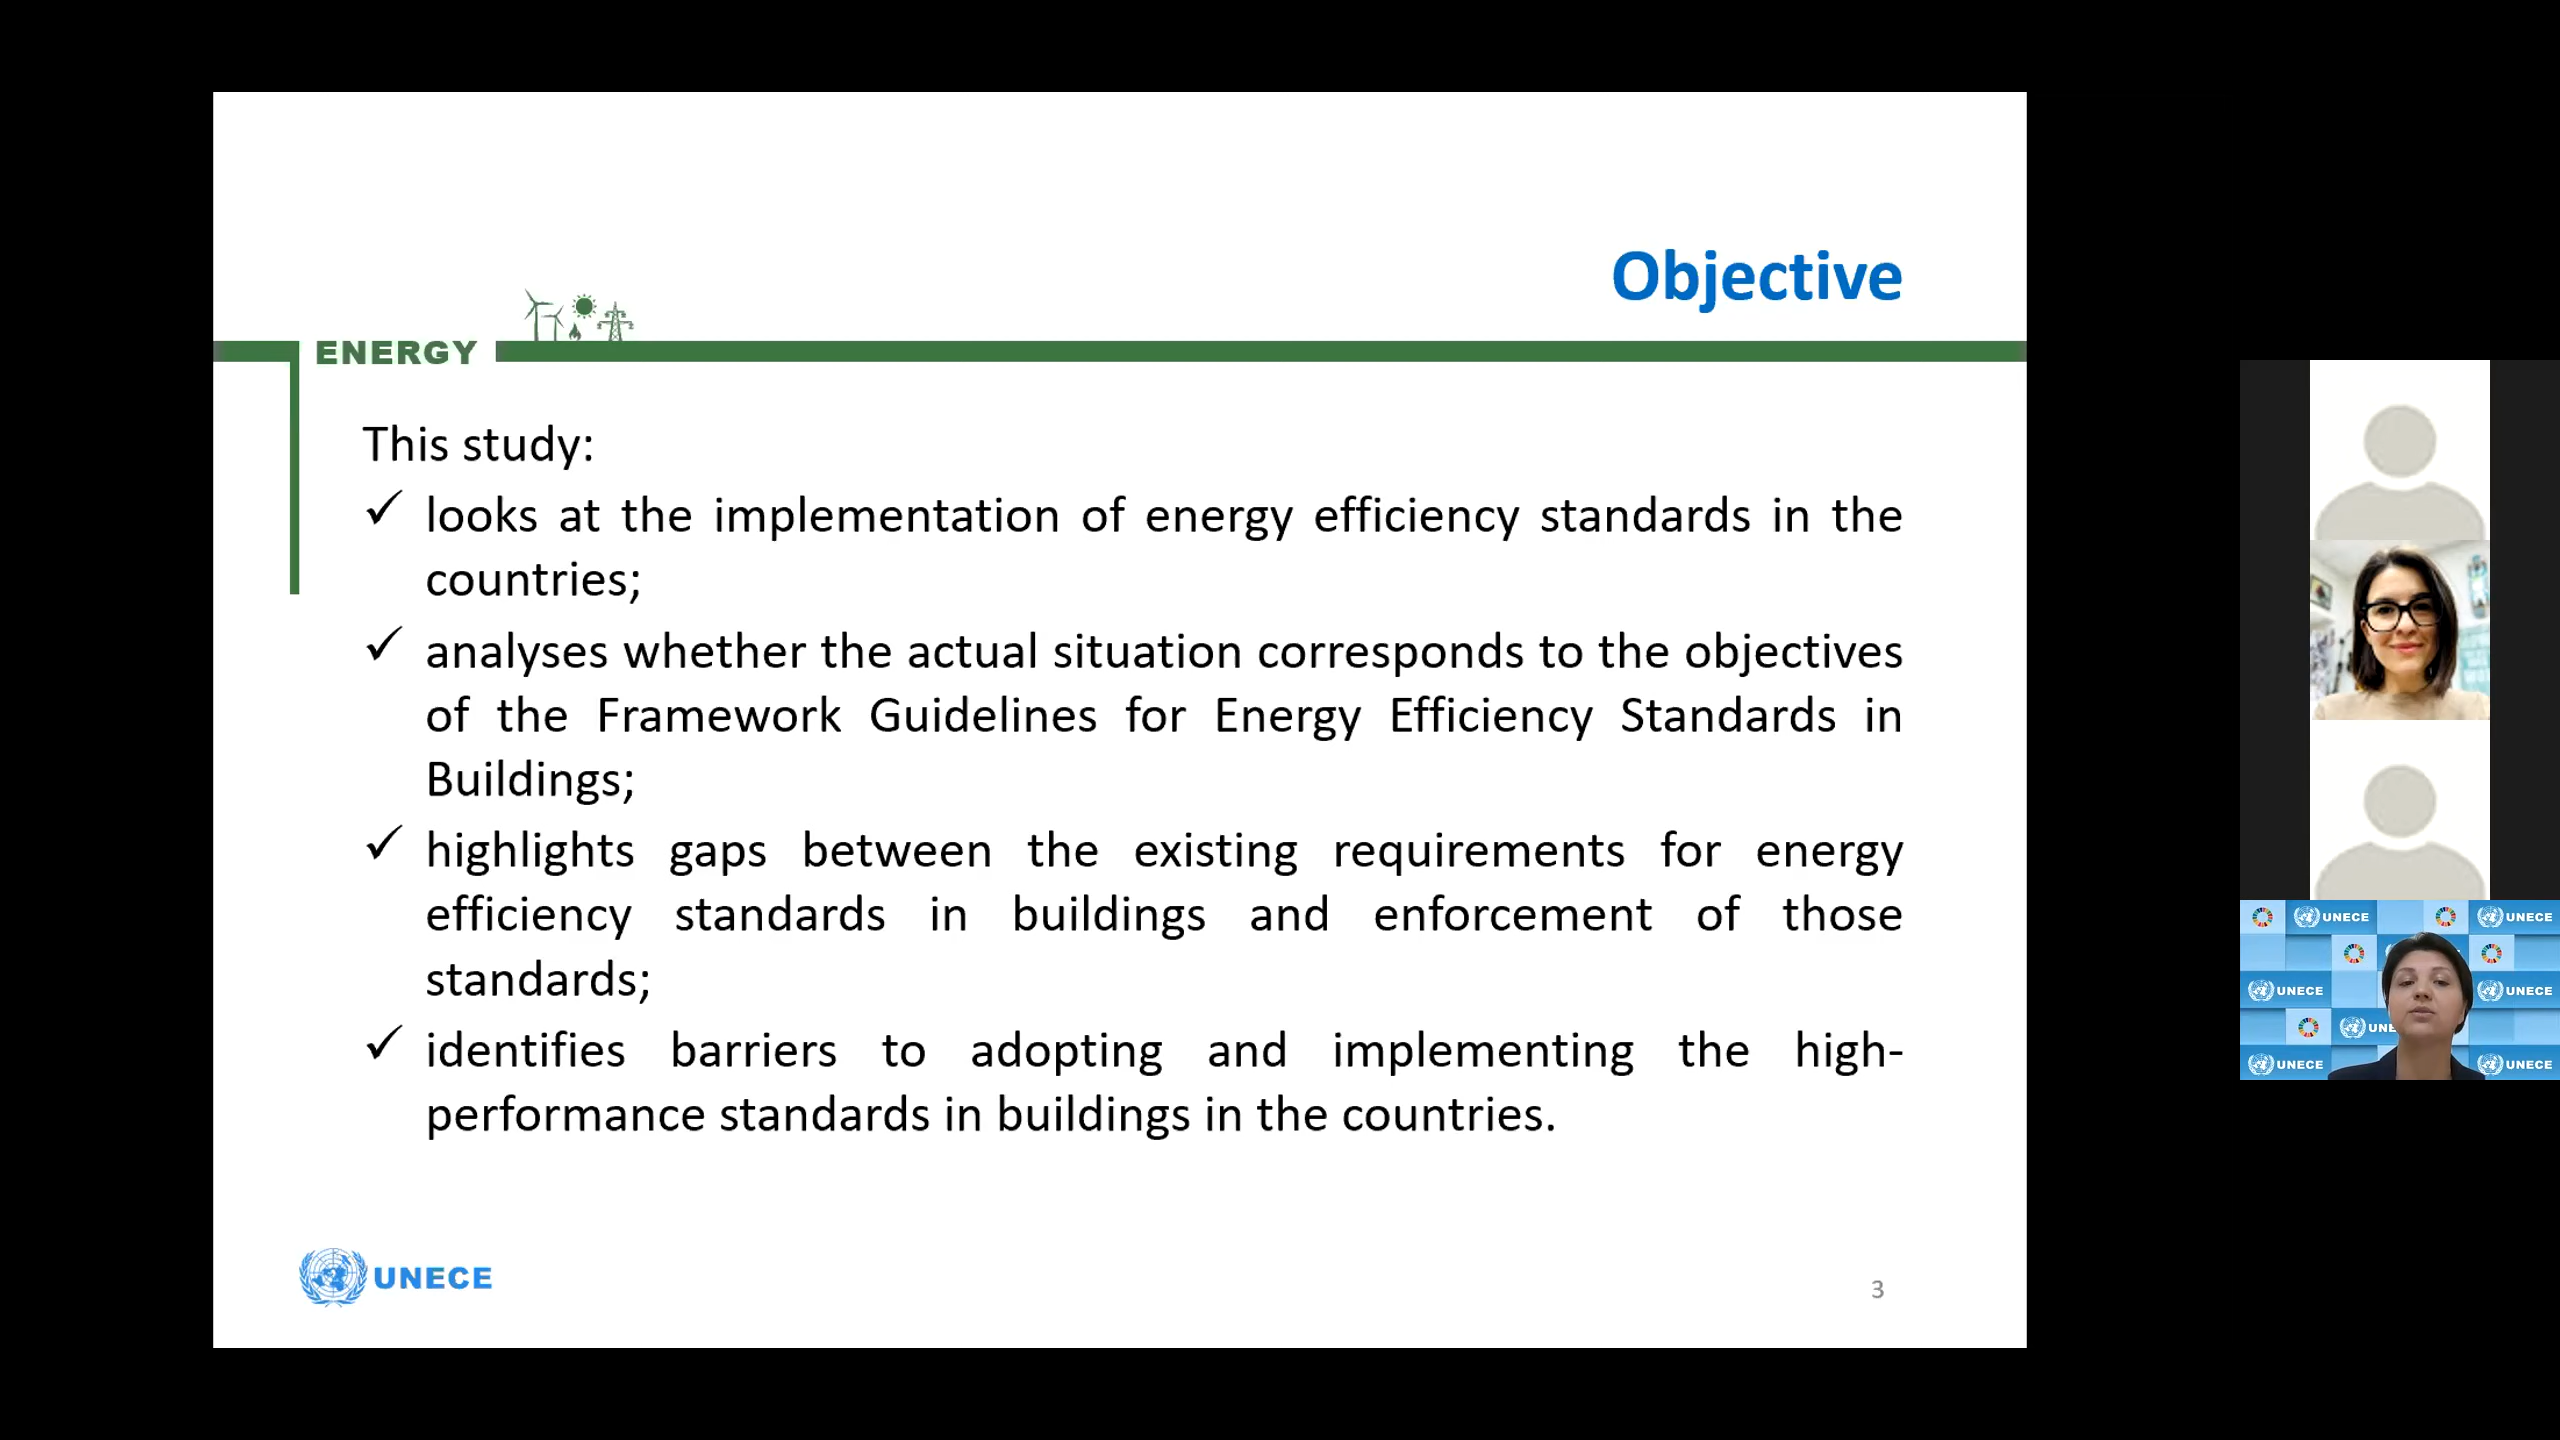 Objective
ENERGY
This study:
✓ looks at the implementation of energy efficiency standards in the
countries;
✓ analyses whether the actual situation corresponds to the objectives
of the Framework Guidelines for Energy Efficiency Standards in
Buildings;
✓ highlights gaps between the existing requirements for energy
efficiency standards in buildings and enforcement of those
standards;
✓ identifies barriers to adopting and implementing the high-
performance standards in buildings in the countries.
UNECE
3
UNECE UNECE
UNECE UNECE
UNE
UNECE UNECE